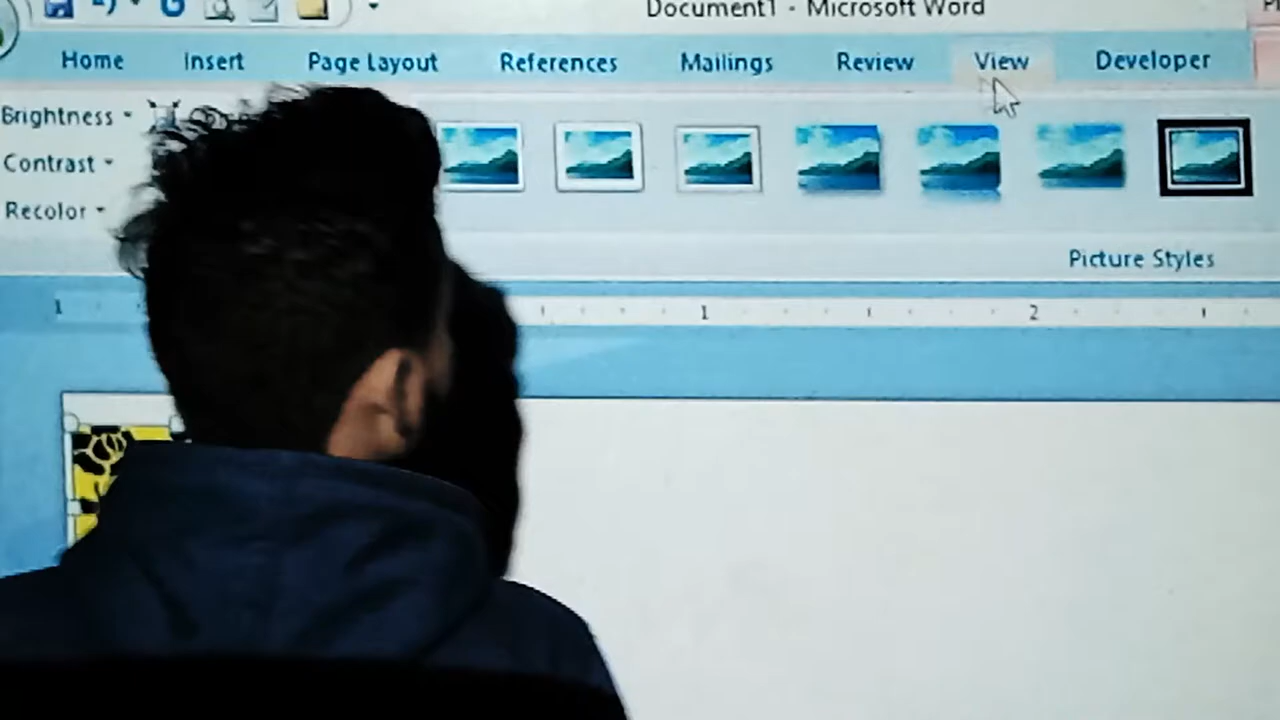 Document1 - Microsoft Word
Home Insert Page Layout References Mailings Review View Developer
Brightness
Contrast
Recolor
Picture Styles
1 1 2